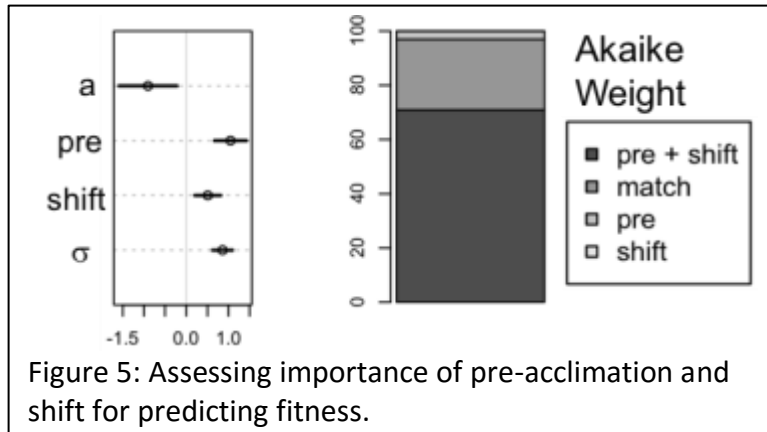 a
pre
shift
σ
-1.5 0.0 1.0
0 20 40 60 80 100
Akaike
Weight
pre + shift
match
pre
shift
Figure 5: Assessing importance of pre-acclimation and
shift for predicting fitness.